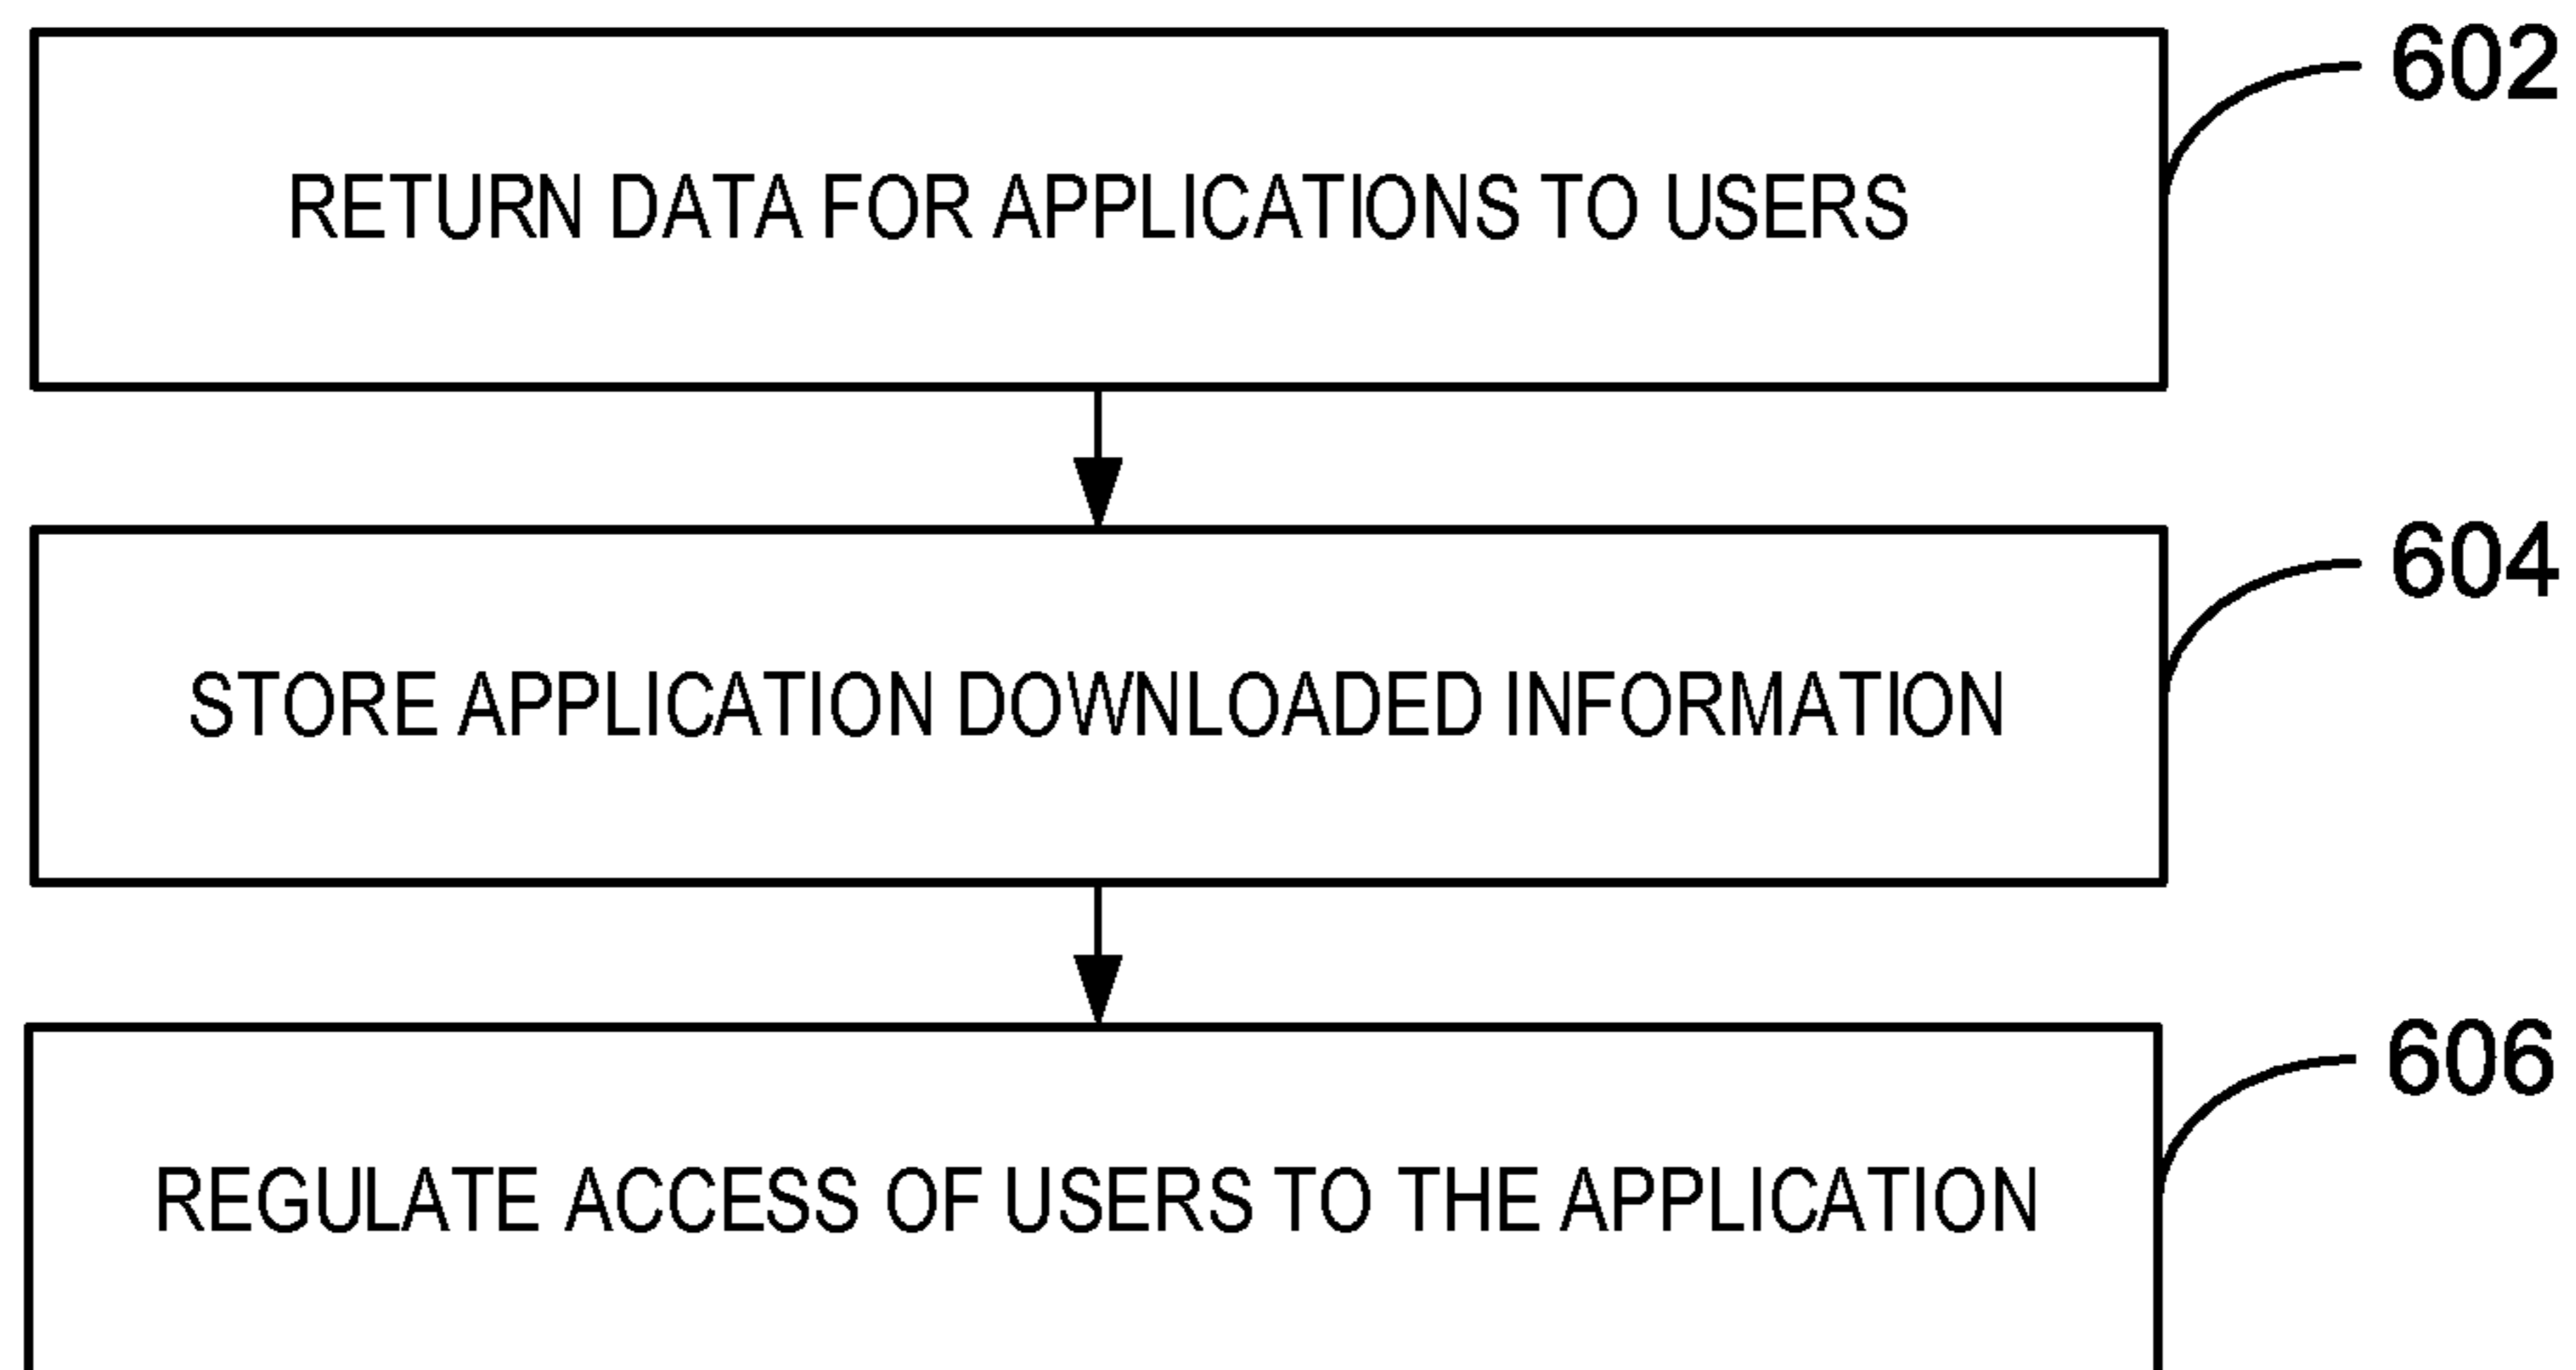 602
RETURN DATA FOR APPLICATIONS TO USERS
604
STORE APPLICATION DOWNLOADED INFORMATION
606
REGULATE ACCESS OF USERS TO THE APPLICATION